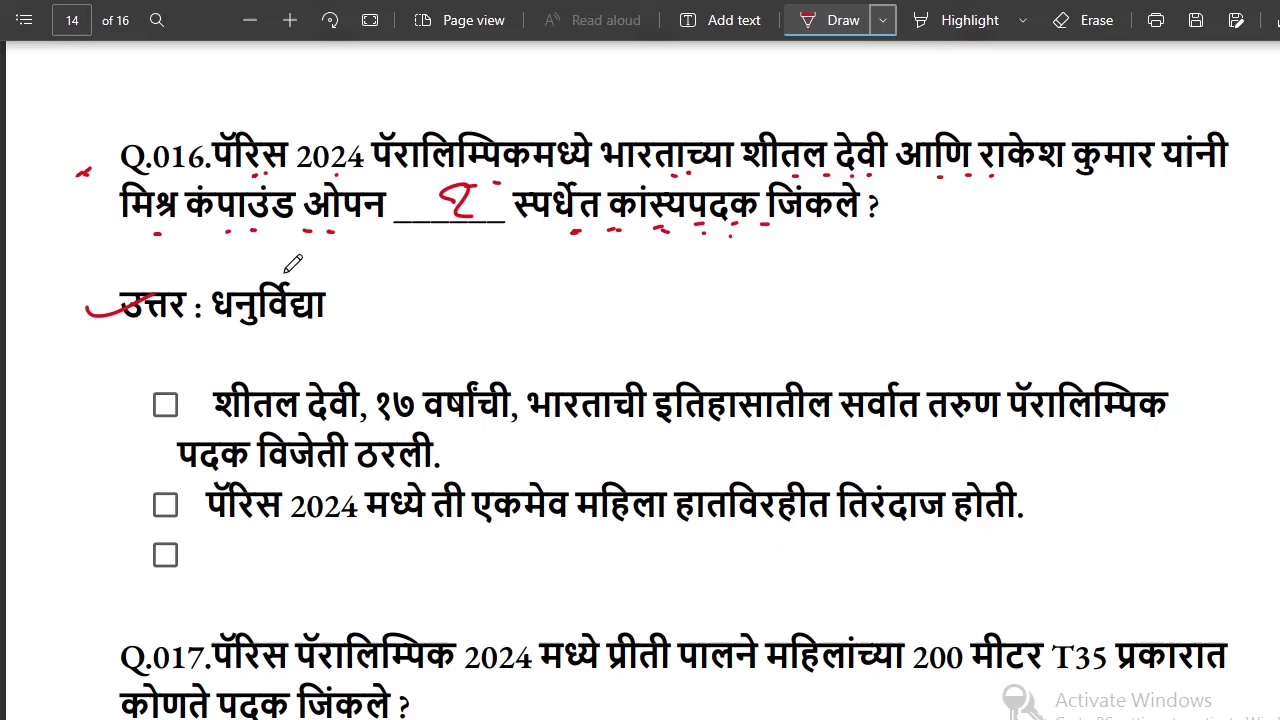 14 of 16 Page view Read aloud Add text Draw Highlight Erase
Q.016.पॅरिस 2024 पॅरालिम्पिकमध्ये भारताच्या शीतल देवी आणि राकेश कुमार यांनी
मिश्र कंपाउंड ओपन ______ स्पर्धेत कांस्यपदक जिंकले ?
उत्तर : धनुर्विद्या
शीतल देवी, १७ वर्षांची, भारताची इतिहासातील सर्वात तरुण पॅरालिम्पिक
पदक विजेती ठरली.
पॅरिस 2024 मध्ये ती एकमेव महिला हातविरहीत तिरंदाज होती.
Q.017.पॅरिस पॅरालिम्पिक 2024 मध्ये प्रीती पालने महिलांच्या 200 मीटर T35 प्रकारात
कोणते पदक जिंकले ?
Activate Windows